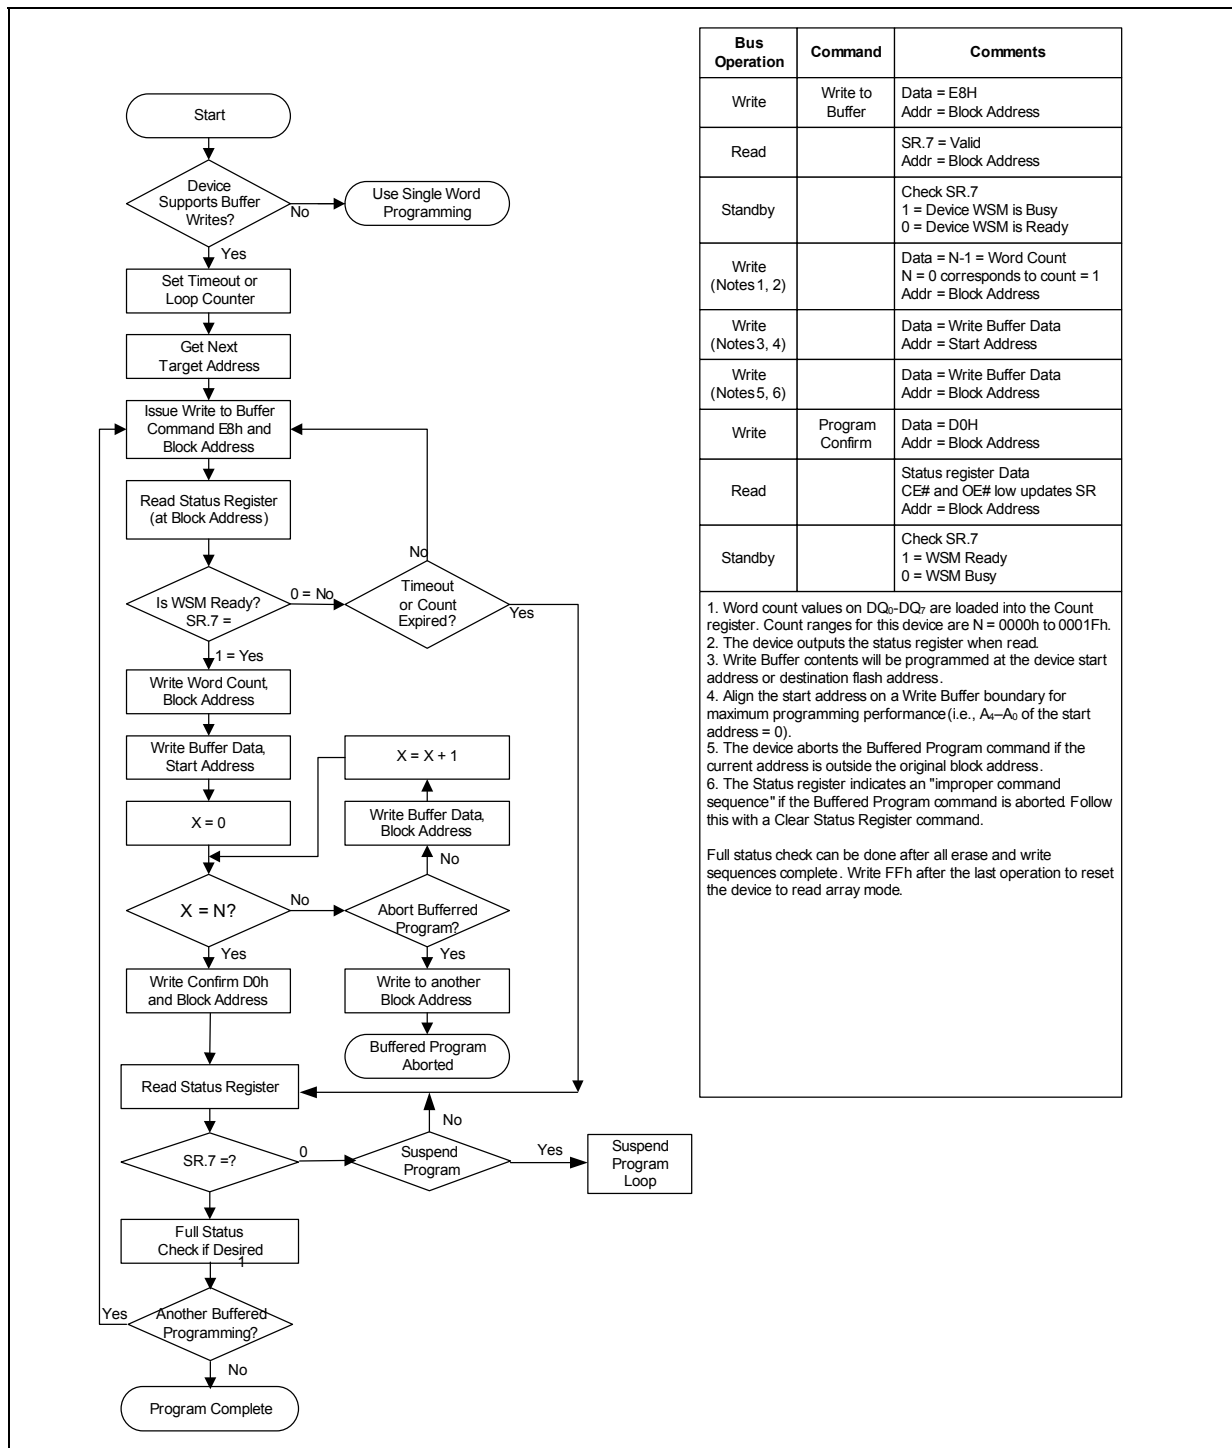 Start
Device
Supports Buffer
Writes?
No
Use Single Word
Programming
Yes
Set Timeout or
Loop Counter
Get Next
Target Address
Issue Write to Buffer
Command E8h and
Block Address
Read Status Register
(at Block Address)
No
Is WSM Ready?
SR.7 =
0 = No
Timeout
or Count
Expired?
Yes
1 = Yes
Write Word Count,
Block Address
Write Buffer Data,
Start Address
X = X + 1
X = 0
Write Buffer Data,
Block Address
No
X = N?
No
Abort Bufferred
Program?
Yes
Yes
Write Confirm D0h
and Block Address
Write to another
Block Address
Buffered Program
Aborted
Read Status Register
No
SR.7 =?
0
Suspend
Program
Yes
Suspend
Program
Loop
Full Status
Check if Desired
1
Another Buffered
Programming?
Yes
No
Program Complete
Bus
Operation
Command
Comments
Write
Write to
Buffer
Data = E8H
Addr = Block Address
Read
SR.7 = Valid
Addr = Block Address
Standby
Check SR.7
1 = Device WSM is Busy
0 = Device WSM is Ready
Write
(Notes 1, 2)
Data = N-1 = Word Count
N = 0 corresponds to count = 1
Addr = Block Address
Write
(Notes 3, 4)
Data = Write Buffer Data
Addr = Start Address
Write
(Notes 5, 6)
Data = Write Buffer Data
Addr = Block Address
Write
Program
Confirm
Data = D0H
Addr = Block Address
Read
Status register Data
CE# and OE# low updates SR
Addr = Block Address
Standby
Check SR.7
1 = WSM Ready
0 = WSM Busy
1. Word count values on DQ₀-DQ₇ are loaded into the Count
register. Count ranges for this device are N = 0000h to 0001Fh.
2. The device outputs the status register when read.
3. Write Buffer contents will be programmed at the device start
address or destination flash address.
4. Align the start address on a Write Buffer boundary for
maximum programming performance (i.e., A₄–A₀ of the start
address = 0).
5. The device aborts the Buffered Program command if the
current address is outside the original block address.
6. The Status register indicates an "improper command
sequence" if the Buffered Program command is aborted. Follow
this with a Clear Status Register command.
Full status check can be done after all erase and write
sequences complete. Write FFh after the last operation to reset
the device to read array mode.